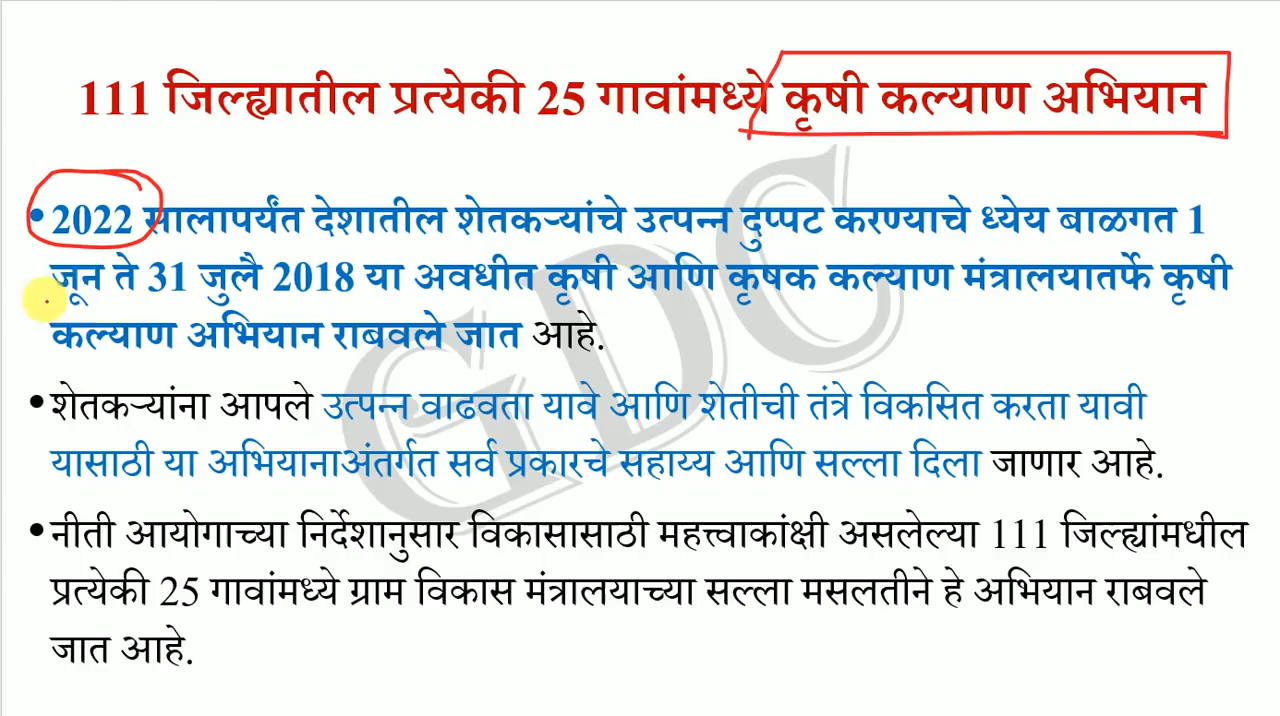 111 जिल्ह्यातील प्रत्येकी 25 गावांमध्ये कृषी कल्याण अभियान
• 2022 सालापर्यंत देशातील शेतकऱ्यांचे उत्पन्न दुप्पट करण्याचे ध्येय बाळगत 1
जून ते 31 जुलै 2018 या अवधीत कृषी आणि कृषक कल्याण मंत्रालयातर्फे कृषी
कल्याण अभियान राबवले जात आहे.
• शेतकऱ्यांना आपले उत्पन्न वाढवता यावे आणि शेतीची तंत्रे विकसित करता यावी
यासाठी या अभियानाअंतर्गत सर्व प्रकारचे सहाय्य आणि सल्ला दिला जाणार आहे.
• नीती आयोगाच्या निर्देशानुसार विकासासाठी महत्त्वाकांक्षी असलेल्या 111 जिल्ह्यांमधील
प्रत्येकी 25 गावांमध्ये ग्राम विकास मंत्रालयाच्या सल्ला मसलतीने हे अभियान राबवले
जात आहे.
GDC